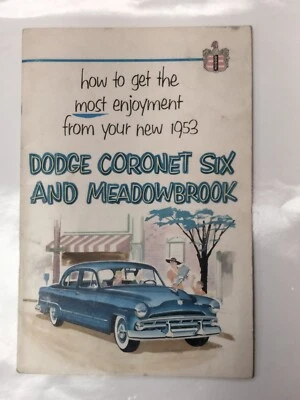 how to get the
most enjoyment
from your new 1953
DODGE CORONET SIX
AND MEADOWBROOK